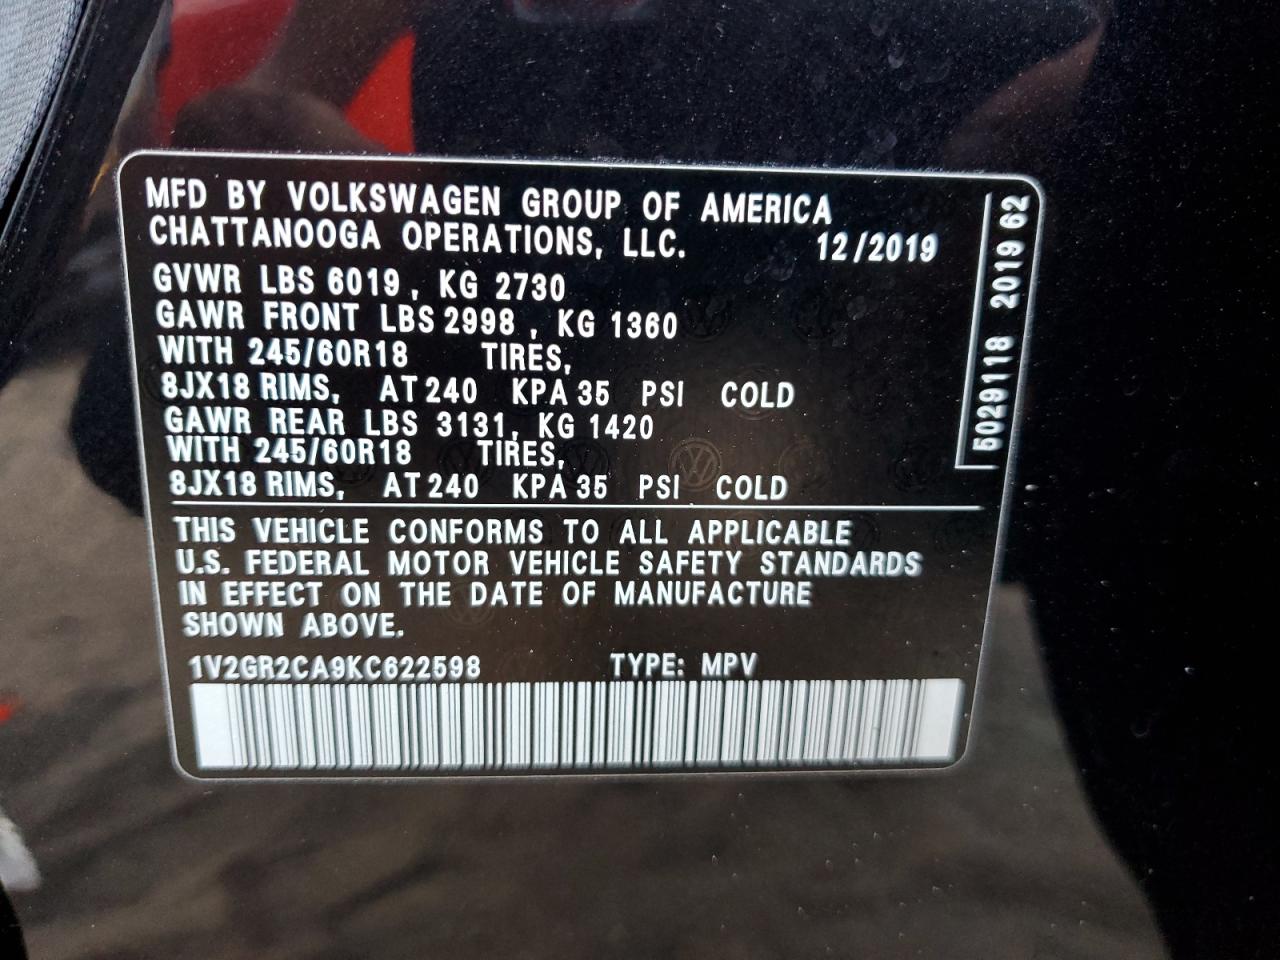 MFD BY VOLKSWAGEN GROUP OF AMERICA
CHATTANOOGA OPERATIONS, LLC. 12/2019
GVWR LBS 6019, KG 2730
GAWR FRONT LBS 2998, KG 1360
WITH 245/60R18 TIRES,
8JX18 RIMS, AT 240 KPA 35 PSI COLD
GAWR REAR LBS 3131, KG 1420
WITH 245/60R18 TIRES,
8JX18 RIMS, AT 240 KPA 35 PSI COLD
THIS VEHICLE CONFORMS TO ALL APPLICABLE
U.S. FEDERAL MOTOR VEHICLE SAFETY STANDARDS
IN EFFECT ON THE DATE OF MANUFACTURE
SHOWN ABOVE.
1V2GR2CA9KC622598 TYPE: MPV
5029118 2019 62